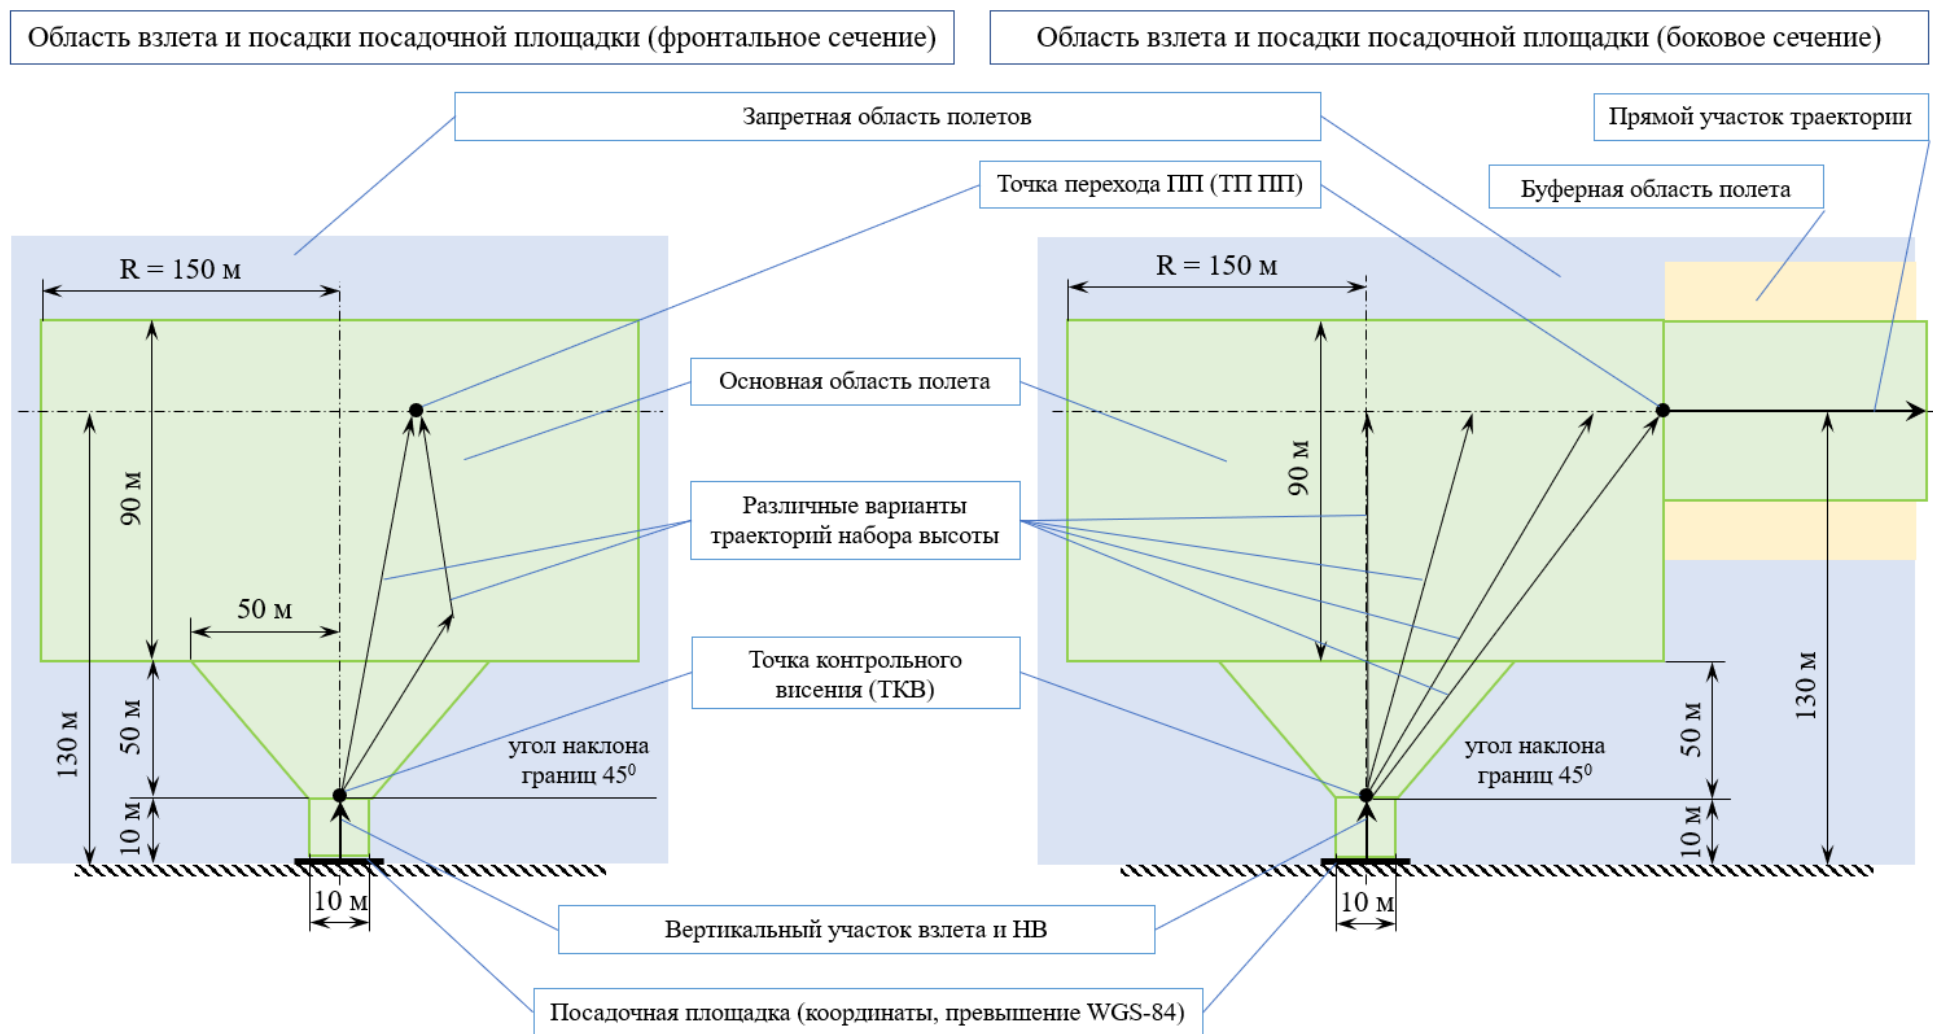 Область взлета и посадки посадочной площадки (фронтальное сечение)
Область взлета и посадки посадочной площадки (боковое сечение)
Запретная область полетов
Прямой участок траектории
Точка перехода ПП (ТП ПП)
Буферная область полета
R = 150 м
R = 150 м
Основная область полета
90 м
90 м
Различные варианты
траекторий набора высоты
50 м
Точка контрольного
висения (ТКВ)
130 м
50 м
50 м
130 м
угол наклона
границ 45⁰
угол наклона
границ 45⁰
10 м
10 м
10 м
10 м
Вертикальный участок взлета и НВ
Посадочная площадка (координаты, превышение WGS-84)